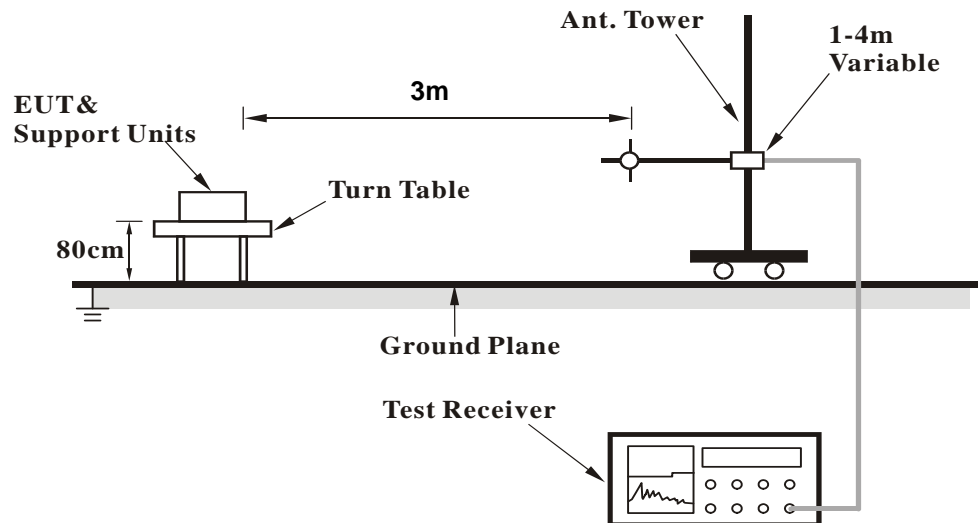 Ant. Tower
1-4m
Variable
3m
EUT&
Support Units
Turn Table
80cm
Ground Plane
Test Receiver